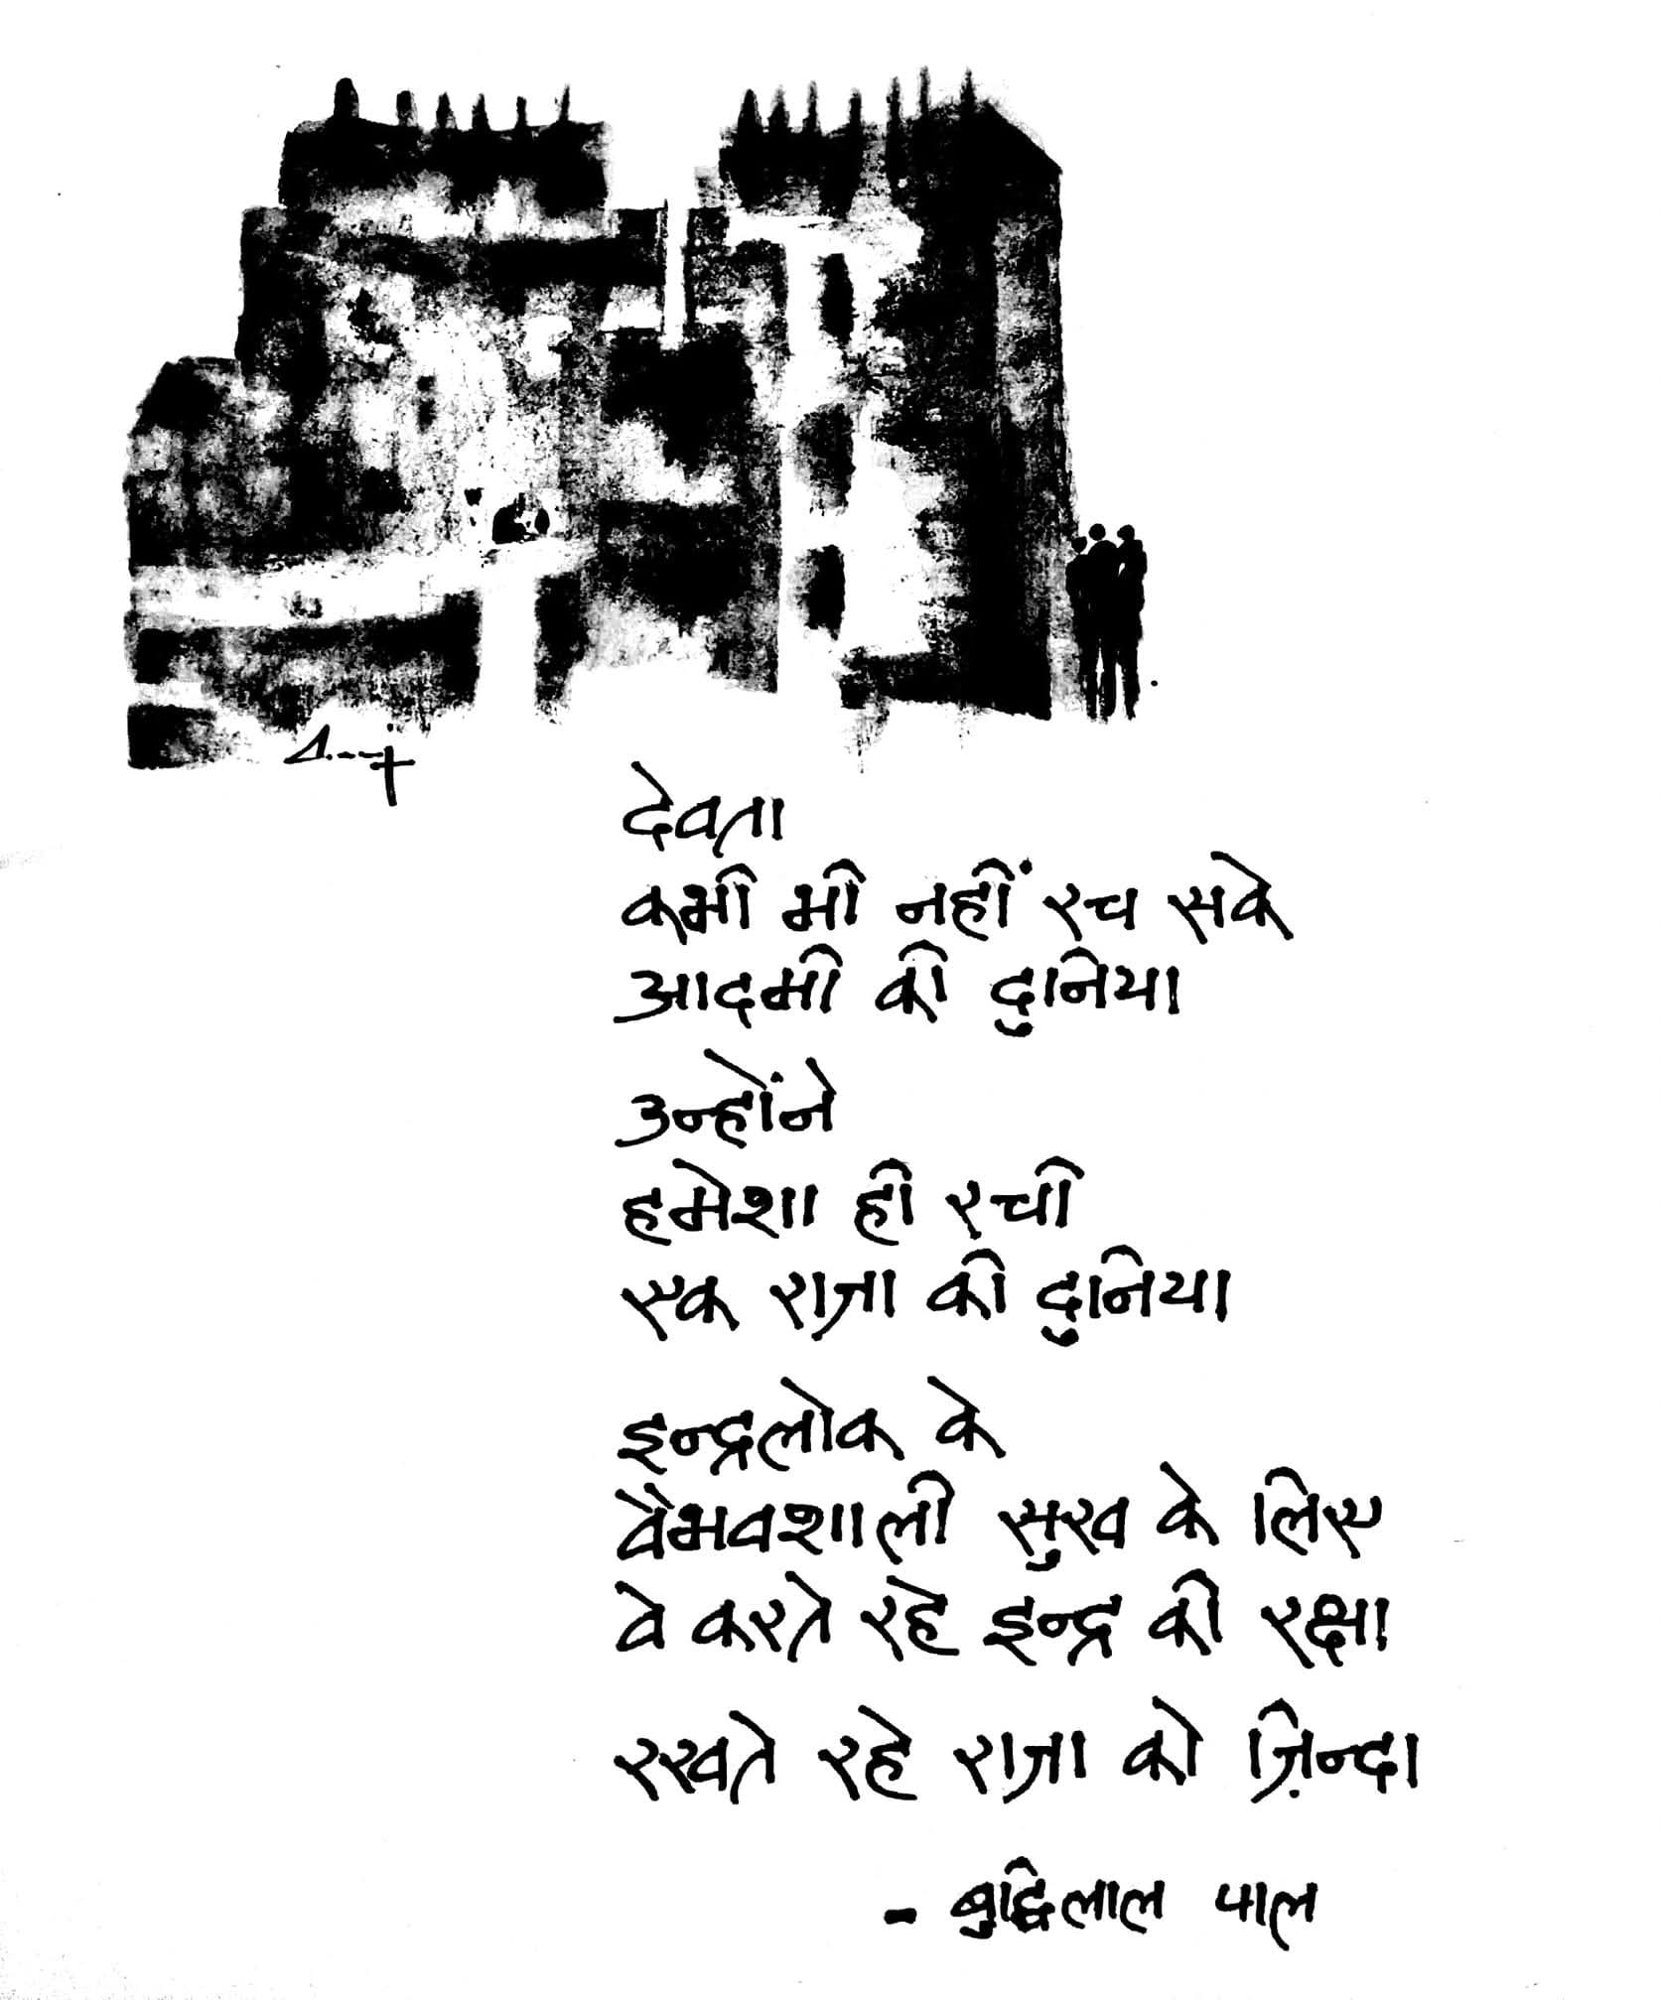 देवता
कभी भी नहीं रच सके
आदमी की दुनिया
उन्होंने
हमेशा ही रची
एक राजा की दुनिया
इन्द्रलोक के
वैभवशाली सुख के लिए
वे करते रहे इन्द्र की रक्षा
रखते रहे राजा को ज़िन्दा
- बुद्धिलाल पाल